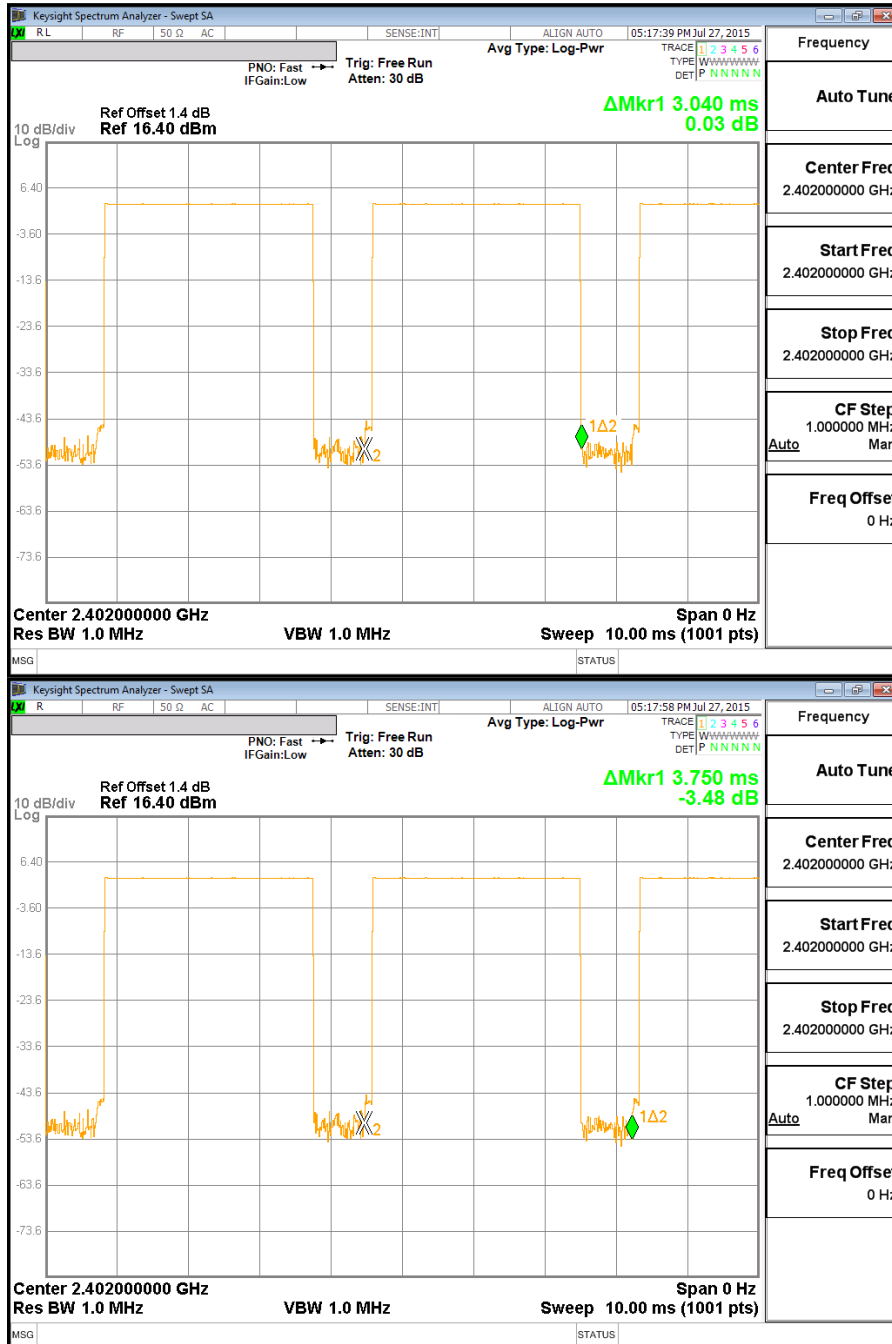 Keysight Spectrum Analyzer - Swept SA
LXI RL RF 50 Ω AC SENSE:INT ALIGN AUTO 05:17:39 PM Jul 27, 2015
Frequency
PNO: Fast Trig: Free Run Avg Type: Log-Pwr TRACE 1 2 3 4 5 6
IFGain:Low Atten: 30 dB TYPE WWWWWW
DET P N N N N N
Auto Tune
Ref Offset 1.4 dB ΔMkr1 3.040 ms
10 dB/div Ref 16.40 dBm 0.03 dB
Log
Center Freq
2.402000000 GHz
6.40
-3.60
Start Freq
2.402000000 GHz
-13.6
-23.6
Stop Freq
2.402000000 GHz
-33.6
CF Step
1.000000 MHz
Auto Man
-43.6
1Δ2
2
-53.6
Freq Offset
0 Hz
-63.6
-73.6
Center 2.402000000 GHz Span 0 Hz
Res BW 1.0 MHz VBW 1.0 MHz Sweep 10.00 ms (1001 pts)
MSG STATUS
Keysight Spectrum Analyzer - Swept SA
LXI R RF 50 Ω AC SENSE:INT ALIGN AUTO 05:17:58 PM Jul 27, 2015
Frequency
PNO: Fast Trig: Free Run Avg Type: Log-Pwr TRACE 1 2 3 4 5 6
IFGain:Low Atten: 30 dB TYPE WWWWWW
DET P N N N N N
Auto Tune
Ref Offset 1.4 dB ΔMkr1 3.750 ms
10 dB/div Ref 16.40 dBm -3.48 dB
Log
Center Freq
2.402000000 GHz
6.40
-3.60
Start Freq
2.402000000 GHz
-13.6
-23.6
Stop Freq
2.402000000 GHz
-33.6
CF Step
1.000000 MHz
Auto Man
-43.6
1Δ2
2
-53.6
Freq Offset
0 Hz
-63.6
-73.6
Center 2.402000000 GHz Span 0 Hz
Res BW 1.0 MHz VBW 1.0 MHz Sweep 10.00 ms (1001 pts)
MSG STATUS